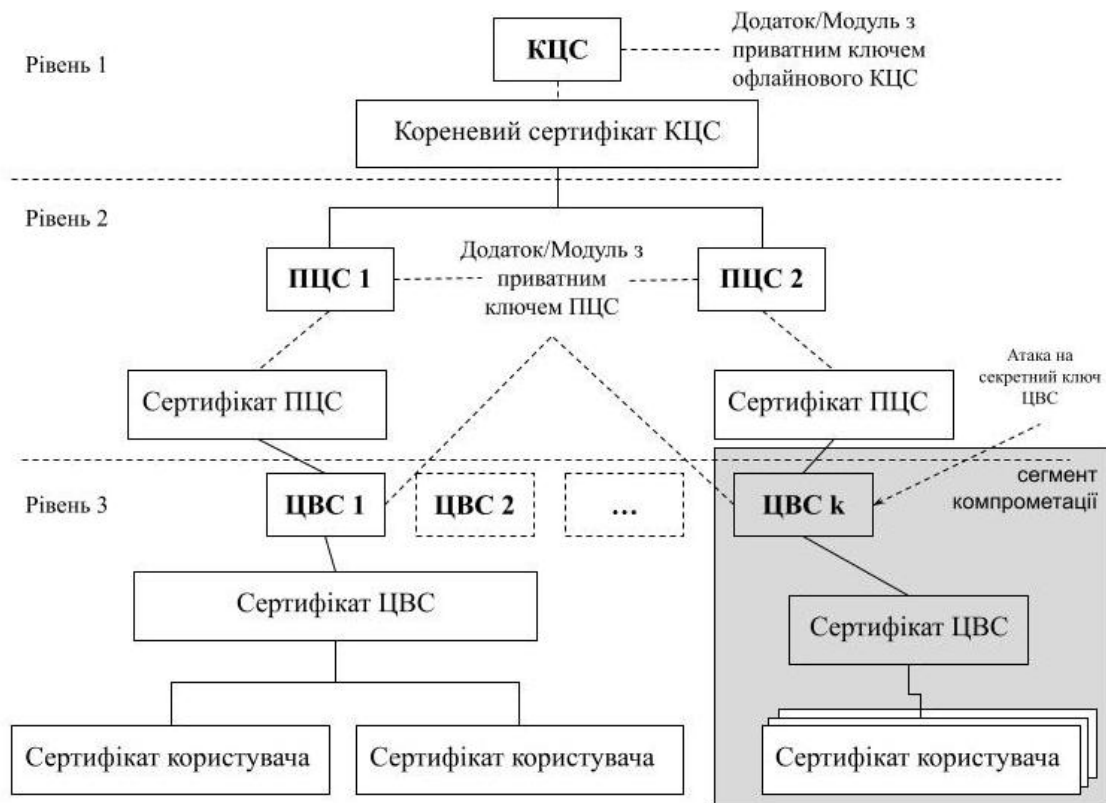 Рівень 1
КЦС
Додаток/Модуль з
приватним ключем
офлайнового КЦС
Кореневий сертифікат КЦС
Рівень 2
ПЦС 1
Додаток/Модуль з
приватним
ключем ПЦС
ПЦС 2
Сертифікат ПЦС
Сертифікат ПЦС
Атака на
секретний ключ
ЦВС
Рівень 3
ЦВС 1
ЦВС 2
...
ЦВС k
сегмент
компрометації
Сертифікат ЦВС
Сертифікат ЦВС
Сертифікат користувача
Сертифікат користувача
Сертифікат користувача